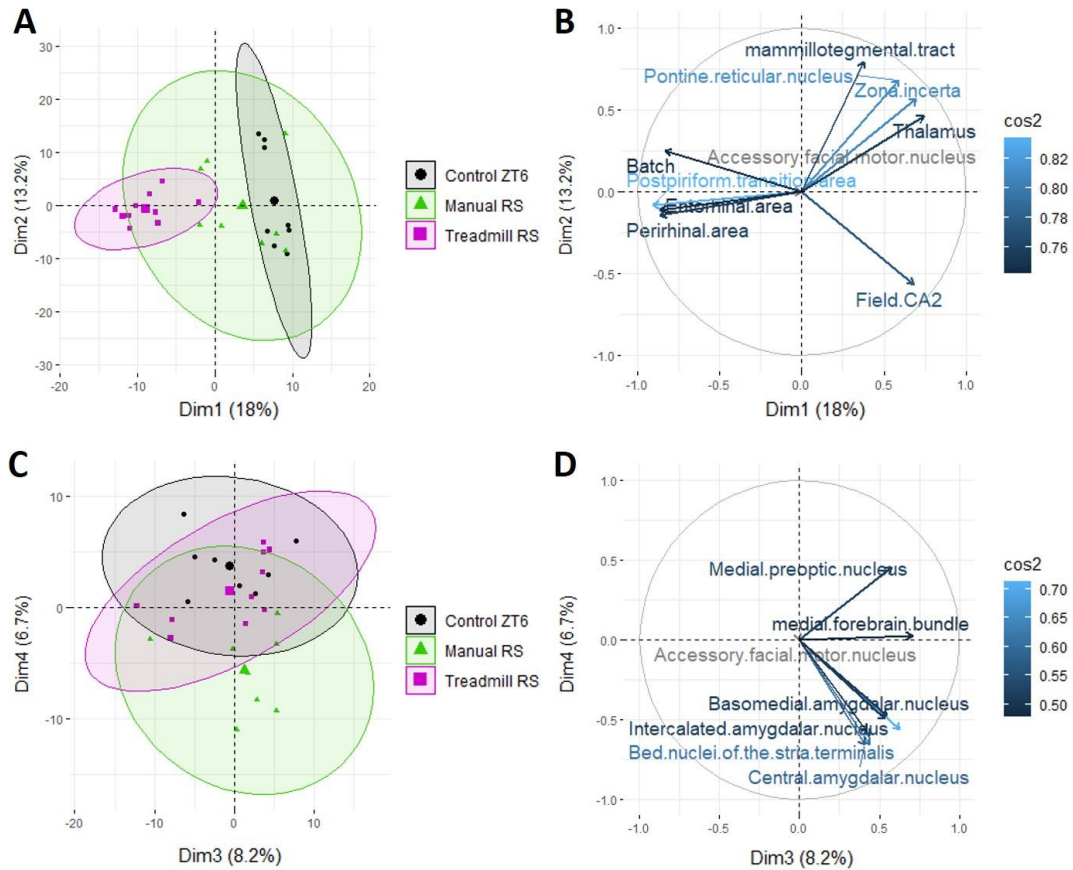 A
30
20
10
0
-10
-20
-30
-20
-10
0
10
20
Dim2 (13.2%)
Dim1 (18%)
Control ZT6
Manual RS
Treadmill RS
B
1.0
0.5
0.0
-0.5
-1.0
-1.0
-0.5
0.0
0.5
1.0
Dim2 (13.2%)
Dim1 (18%)
mammillotegmental.tract
Pontine.reticular.nucleus
Zona.incerta
Thalamus
Accessory.facial.motor.nucleus
Batch
Postpiriform.transition.area
Entorhinal.area
Perirhinal.area
Field.CA2
cos2
0.82
0.80
0.78
0.76
C
10
0
-10
-20
-10
0
10
Dim4 (6.7%)
Dim3 (8.2%)
Control ZT6
Manual RS
Treadmill RS
D
1.0
0.5
0.0
-0.5
-1.0
-1.0
-0.5
0.0
0.5
1.0
Dim4 (6.7%)
Dim3 (8.2%)
Medial.preoptic.nucleus
medial.forebrain.bundle
Accessory.facial.motor.nucleus
Basomedial.amygdalar.nucleus
Intercalated.amygdalar.nucleus
Bed.nuclei.of.the.stria.terminalis
Central.amygdalar.nucleus
cos2
0.70
0.65
0.60
0.55
0.50